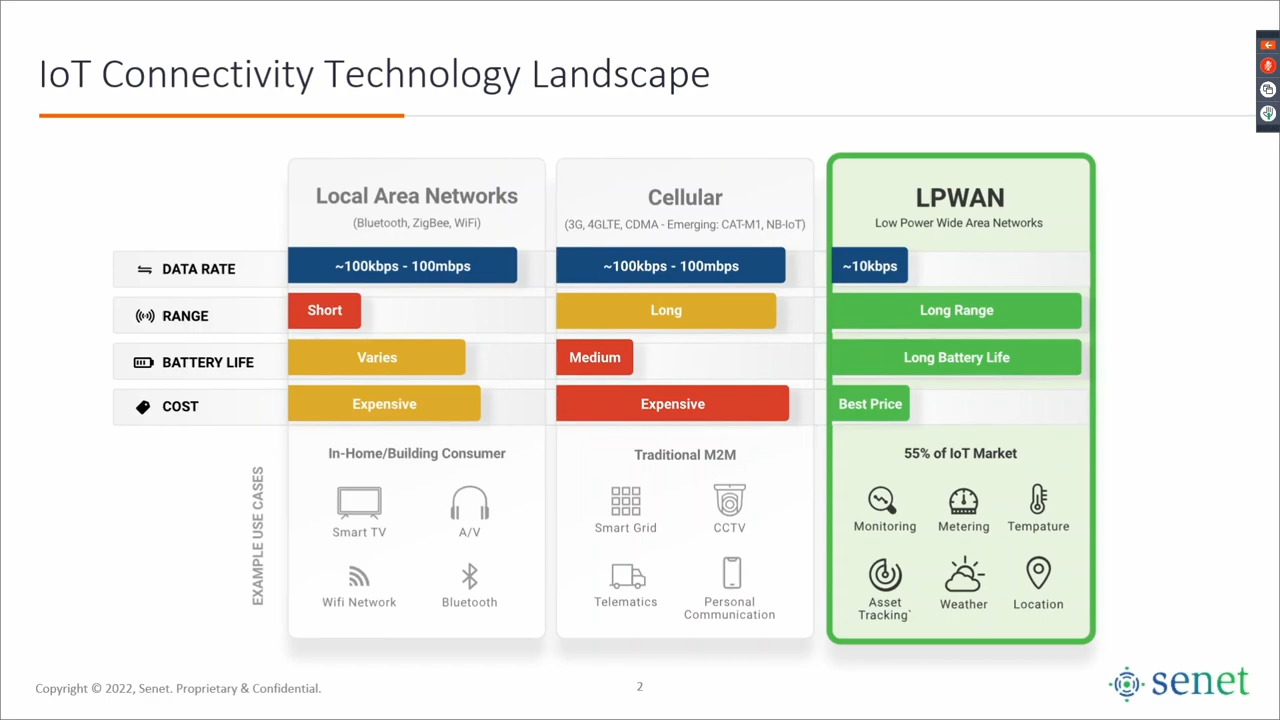 IoT Connectivity Technology Landscape
Local Area Networks
(Bluetooth, ZigBee, WiFi)
Cellular
(3G, 4GLTE, CDMA - Emerging: CAT-M1, NB-IoT)
LPWAN
Low Power Wide Area Networks
DATA RATE
~100kbps - 100mbps
~100kbps - 100mbps
~10kbps
RANGE
Short
Long
Long Range
BATTERY LIFE
Varies
Medium
Long Battery Life
COST
Expensive
Expensive
Best Price
EXAMPLE USE CASES
In-Home/Building Consumer
Smart TV
A/V
Wifi Network
Bluetooth
Traditional M2M
Smart Grid
CCTV
Telematics
Personal
Communication
55% of IoT Market
Monitoring
Metering
Tempature
Asset
Tracking`
Weather
Location
Copyright © 2022, Senet. Proprietary & Confidential.
2
senet